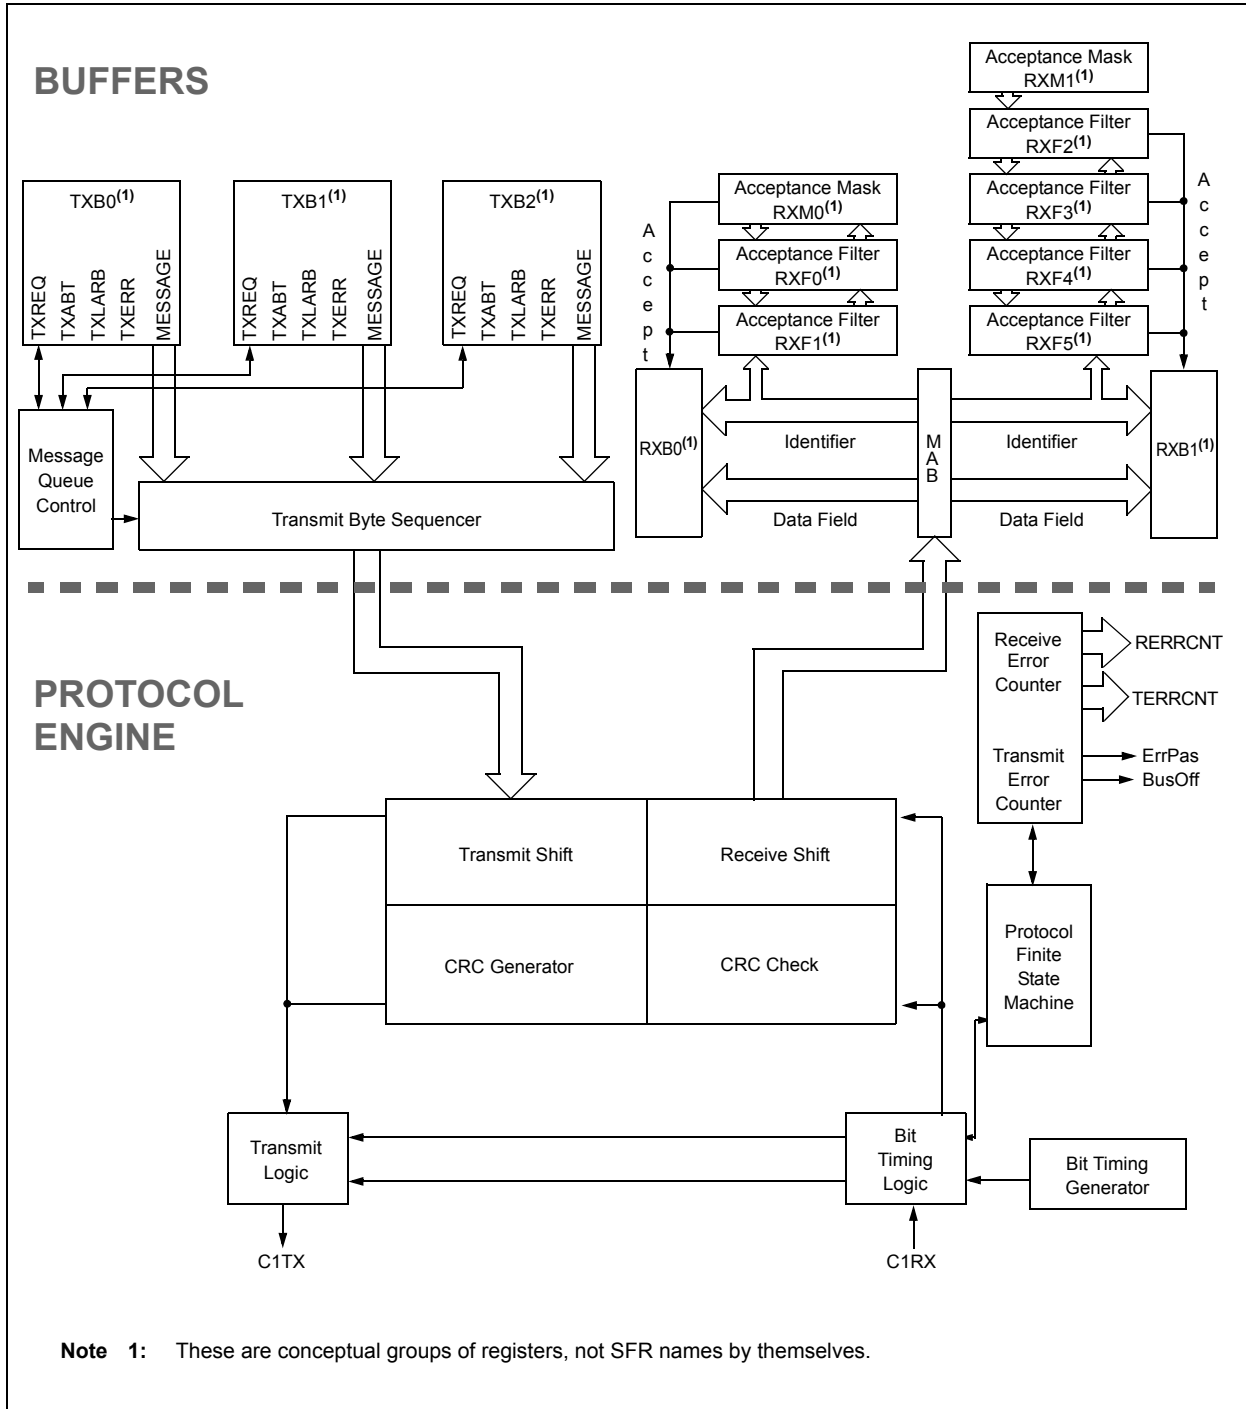 BUFFERS
Acceptance Mask
RXM1(1)
Acceptance Filter
RXF2(1)
Acceptance Filter
RXF3(1)
Acceptance Filter
RXF4(1)
Acceptance Filter
RXF5(1)
Accept
Acceptance Mask
RXM0(1)
Acceptance Filter
RXF0(1)
Acceptance Filter
RXF1(1)
Accept
TXB0(1)
TXREQ
TXABT
TXLARB
TXERR
MESSAGE
TXB1(1)
TXREQ
TXABT
TXLARB
TXERR
MESSAGE
TXB2(1)
TXREQ
TXABT
TXLARB
TXERR
MESSAGE
Message
Queue
Control
Transmit Byte Sequencer
RXB0(1)
Identifier
Data Field
MAB
Identifier
Data Field
RXB1(1)
PROTOCOL
ENGINE
Receive
Error
Counter
RERRCNT
TERRCNT
Transmit
Error
Counter
ErrPas
BusOff
Transmit Shift
Receive Shift
CRC Generator
CRC Check
Protocol
Finite
State
Machine
Transmit
Logic
Bit
Timing
Logic
Bit Timing
Generator
C1TX
C1RX
Note 1: These are conceptual groups of registers, not SFR names by themselves.